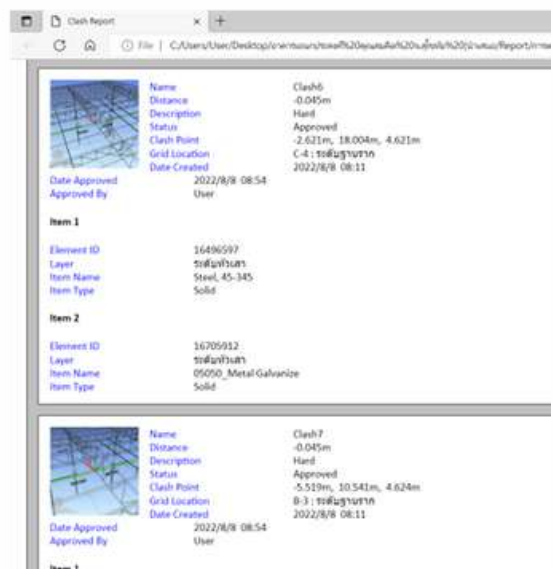 Clash Report
File
C:/Users/User/Desktop/
Name Clash6
Distance -0.045m
Description Hard
Status Approved
Clash Point -2.621m, 18.004m, 4.621m
Grid Location C-4 : ระดับฐานราก
Date Created 2022/8/8 08:11
Date Approved 2022/8/8 08:54
Approved By User
Item 1
Element ID 16496597
Layer ระดับหัวเสา
Item Name Steel, 45-345
Item Type Solid
Item 2
Element ID 16705912
Layer ระดับหัวเสา
Item Name 05050_Metal Galvanize
Item Type Solid
Name Clash7
Distance -0.045m
Description Hard
Status Approved
Clash Point -5.519m, 10.541m, 4.624m
Grid Location B-3 : ระดับฐานราก
Date Created 2022/8/8 08:11
Date Approved 2022/8/8 08:54
Approved By User
Item 1